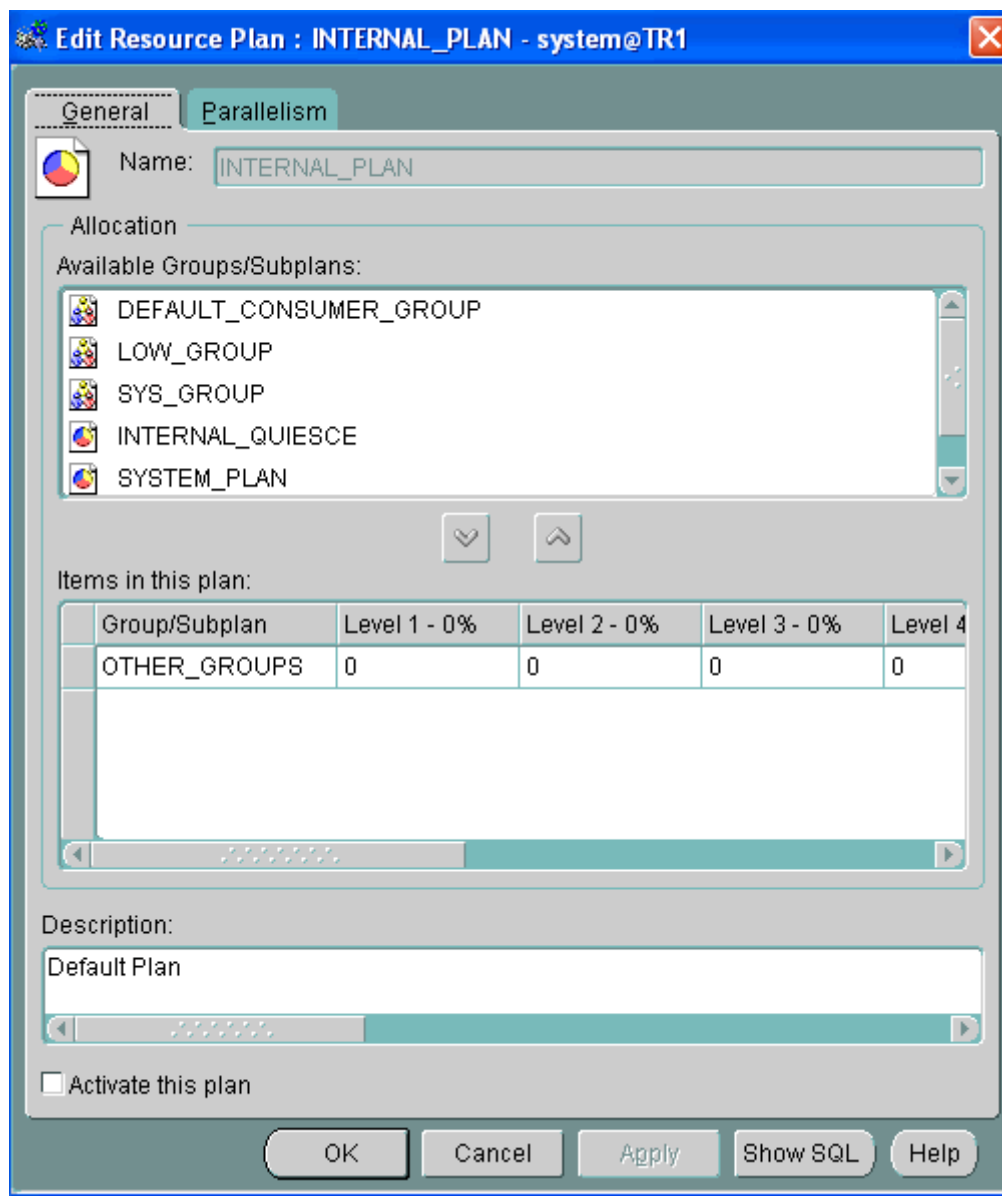 Edit Resource Plan : INTERNAL_PLAN - system@TR1
General Parallelism
Name: INTERNAL_PLAN
Allocation
Available Groups/Subplans:
DEFAULT_CONSUMER_GROUP
LOW_GROUP
SYS_GROUP
INTERNAL_QUIESCE
SYSTEM_PLAN
Items in this plan:
Group/Subplan Level 1 - 0% Level 2 - 0% Level 3 - 0% Level 4
OTHER_GROUPS 0 0 0 0
Description:
Default Plan
Activate this plan
OK Cancel Apply Show SQL Help